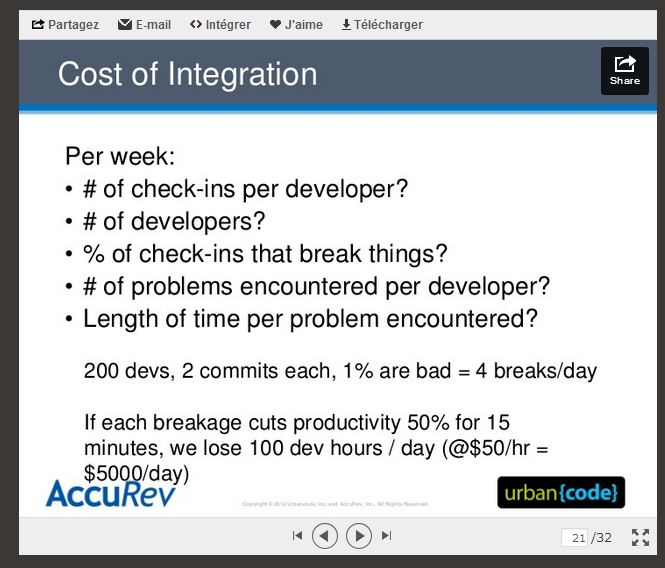 Partagez E-mail Intégrer J'aime Télécharger
Cost of Integration
Share
Per week:
• # of check-ins per developer?
• # of developers?
• % of check-ins that break things?
• # of problems encountered per developer?
• Length of time per problem encountered?
200 devs, 2 commits each, 1% are bad = 4 breaks/day
If each breakage cuts productivity 50% for 15
minutes, we lose 100 dev hours / day (@$50/hr =
$5000/day)
AccuRev
Copyright © 2012 Urbancode, Inc. and AccuRev, Inc., All Rights Reserved.
urban{code}
21 /32